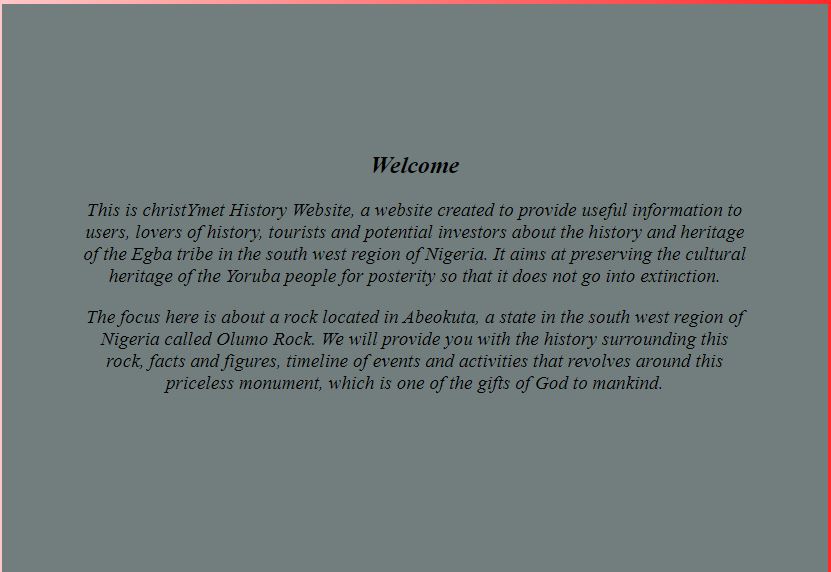 Welcome
This is christYmet History Website, a website created to provide useful information to
users, lovers of history, tourists and potential investors about the history and heritage
of the Egba tribe in the south west region of Nigeria. It aims at preserving the cultural
heritage of the Yoruba people for posterity so that it does not go into extinction.
The focus here is about a rock located in Abeokuta, a state in the south west region of
Nigeria called Olumo Rock. We will provide you with the history surrounding this
rock, facts and figures, timeline of events and activities that revolves around this
priceless monument, which is one of the gifts of God to mankind.